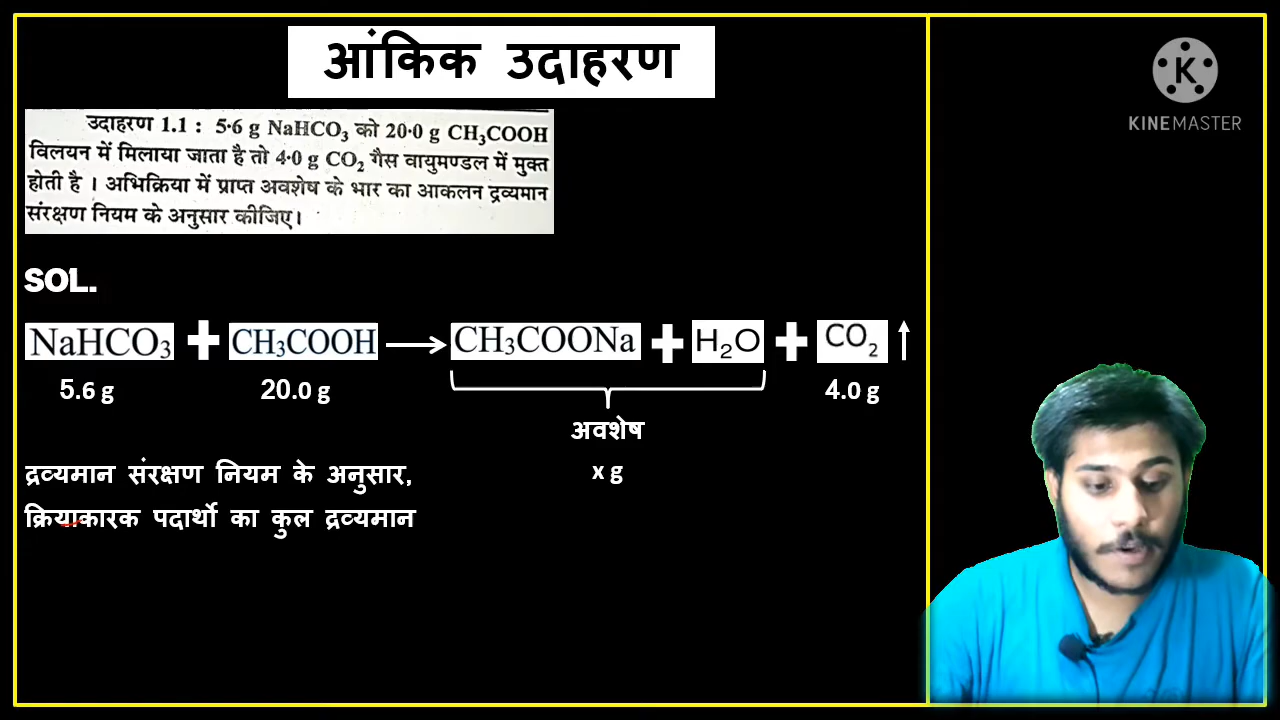 आंकिक उदाहरण
KINEMASTER
उदाहरण 1.1 : 5·6 g NaHCO₃ को 20·0 g CH₃COOH
विलयन में मिलाया जाता है तो 4·0 g CO₂ गैस वायुमण्डल में मुक्त
होती है । अभिक्रिया में प्राप्त अवशेष के भार का आकलन द्रव्यमान
संरक्षण नियम के अनुसार कीजिए।
SOL.
NaHCO₃ + CH₃COOH → CH₃COONa + H₂O + CO₂ ↑
5.6 g 20.0 g 4.0 g
अवशेष
x g
द्रव्यमान संरक्षण नियम के अनुसार,
क्रियाकारक पदार्थो का कुल द्रव्यमान